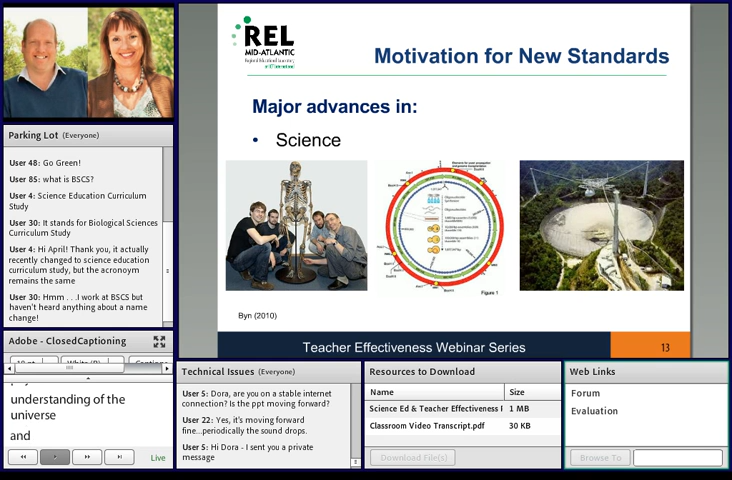 REL
MID-ATLANTIC
Motivation for New Standards
Major advances in:
• Science
Figure 1
Byn (2010)
Teacher Effectiveness Webinar Series
13
Parking Lot (Everyone)
User 48: Go Green!
User 85: what is BSCS?
User 4: Science Education Curriculum
Study
User 30: It stands for Biological Sciences
Curriculum Study
User 4: Hi April! Thank you, it actually
recently changed to science education
curriculum study, but the acronoym
remains the same
User 30: Hmm . . .I work at BSCS but
haven't heard anything about a name
change!
Adobe - ClosedCaptioning
understanding of the
universe
and
Live
Technical Issues (Everyone)
User 5: Dora, are you on a stable internet
connection? Is the ppt moving forward?
User 22: Yes, it's moving forward
fine...periodically the sound drops.
User 5: Hi Dora - I sent you a private
message
Resources to Download
Name Size
Science Ed & Teacher Effectiveness 1 MB
Classroom Video Transcript.pdf 30 KB
Download File(s)
Web Links
Forum
Evaluation
Browse To